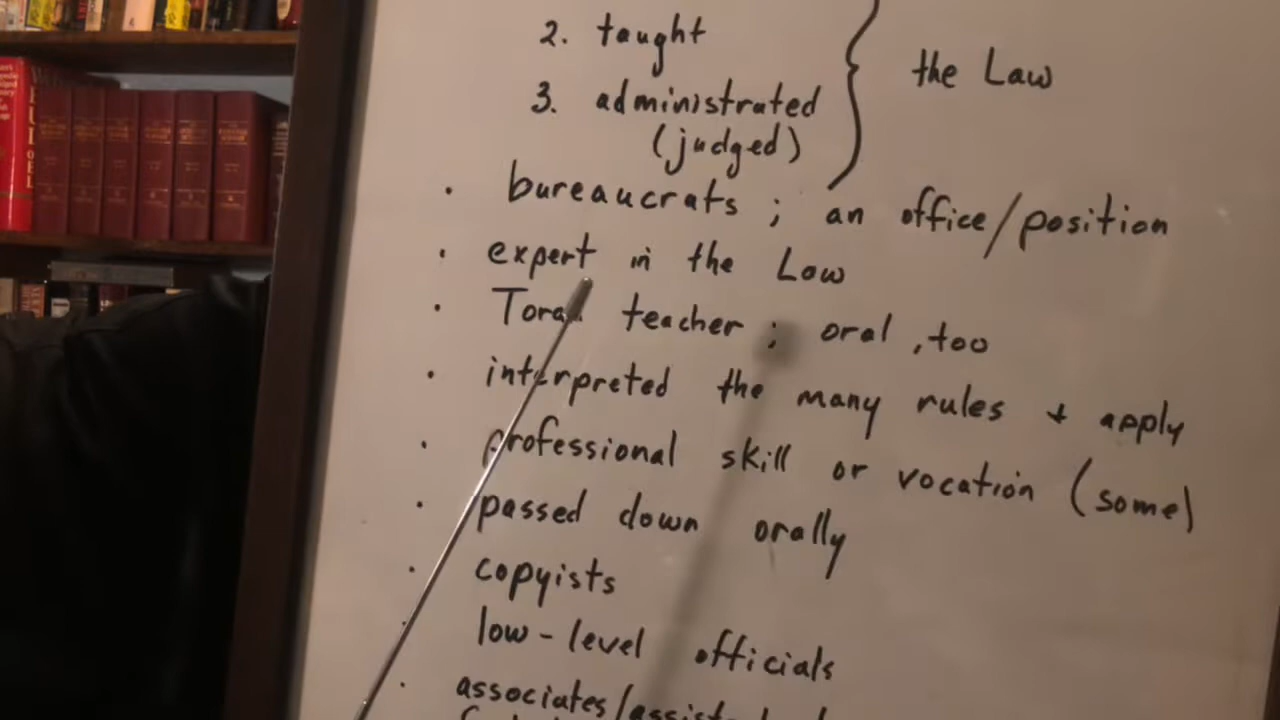 2. taught
3. administrated
(judged)
the Law
• bureaucrats ; an office/position
• expert in the Law
• Torah teacher ; oral, too
• interpreted the many rules + apply
• professional skill or vocation (some)
• passed down orally
• copyists
• low-level officials
• associates/